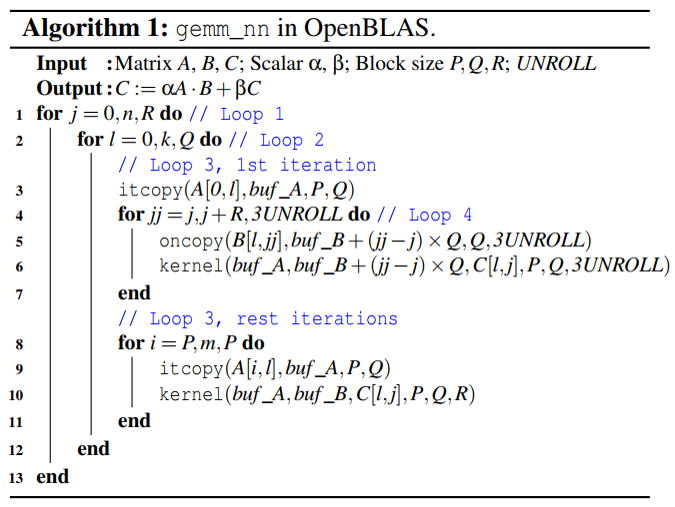 Algorithm 1: gemm_nn in OpenBLAS.
Input :Matrix A, B, C; Scalar α, β; Block size P,Q,R; UNROLL
Output:C := αA · B + βC
1 for j = 0,n,R do // Loop 1
2 for l = 0,k,Q do // Loop 2
// Loop 3, 1st iteration
3 itcopy(A[0,l],buf_A,P,Q)
4 for jj = j,j+R,3UNROLL do // Loop 4
5 oncopy(B[l,jj],buf_B+(jj−j)×Q,Q,3UNROLL)
6 kernel(buf_A,buf_B+(jj−j)×Q,C[l,j],P,Q,3UNROLL)
7 end
// Loop 3, rest iterations
8 for i = P,m,P do
9 itcopy(A[i,l],buf_A,P,Q)
10 kernel(buf_A,buf_B,C[l,j],P,Q,R)
11 end
12 end
13 end